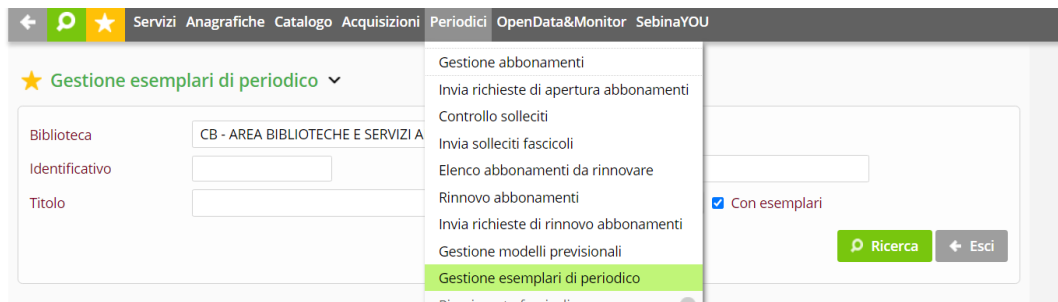 Servizi Anagrafiche Catalogo Acquisizioni Periodici OpenData&Monitor SebinaYOU
Gestione esemplari di periodico
Biblioteca
CB - AREA BIBLIOTECHE E SERVIZI A
Identificativo
Titolo
Con esemplari
Ricerca
Esci
Gestione abbonamenti
Invia richieste di apertura abbonamenti
Controllo solleciti
Invia solleciti fascicoli
Elenco abbonamenti da rinnovare
Rinnovo abbonamenti
Invia richieste di rinnovo abbonamenti
Gestione modelli previsionali
Gestione esemplari di periodico